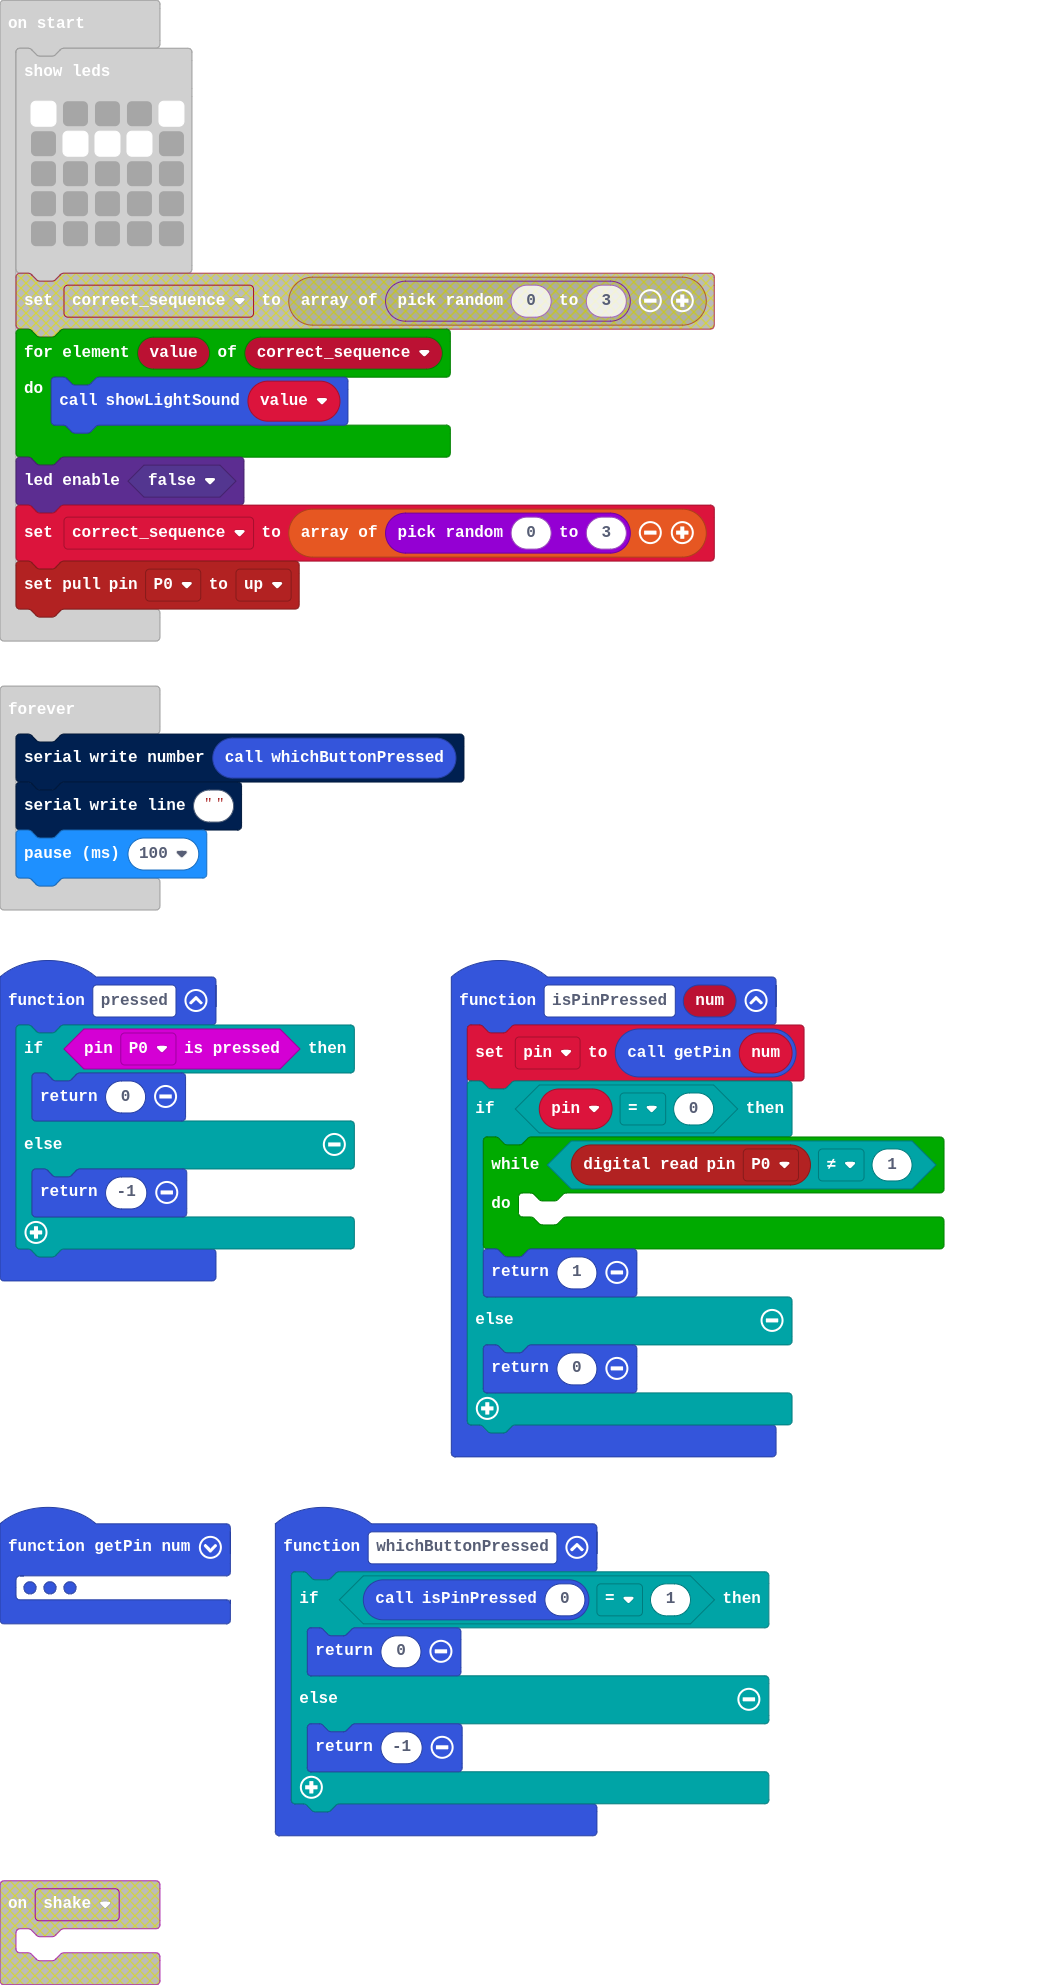 on start
show leds
set correct_sequence to array of pick random 0 to 3
for element value of correct_sequence
do call showLightSound value
led enable false
set correct_sequence to array of pick random 0 to 3
set pull pin P0 to up
forever
serial write number call whichButtonPressed
serial write line " "
pause (ms) 100
function pressed
if pin P0 is pressed then
return 0
else
return -1
function isPinPressed num
set pin to call getPin num
if pin = 0 then
while digital read pin P0 ≠ 1
do
return 1
else
return 0
function getPin num
function whichButtonPressed
if call isPinPressed 0 = 1 then
return 0
else
return -1
on shake